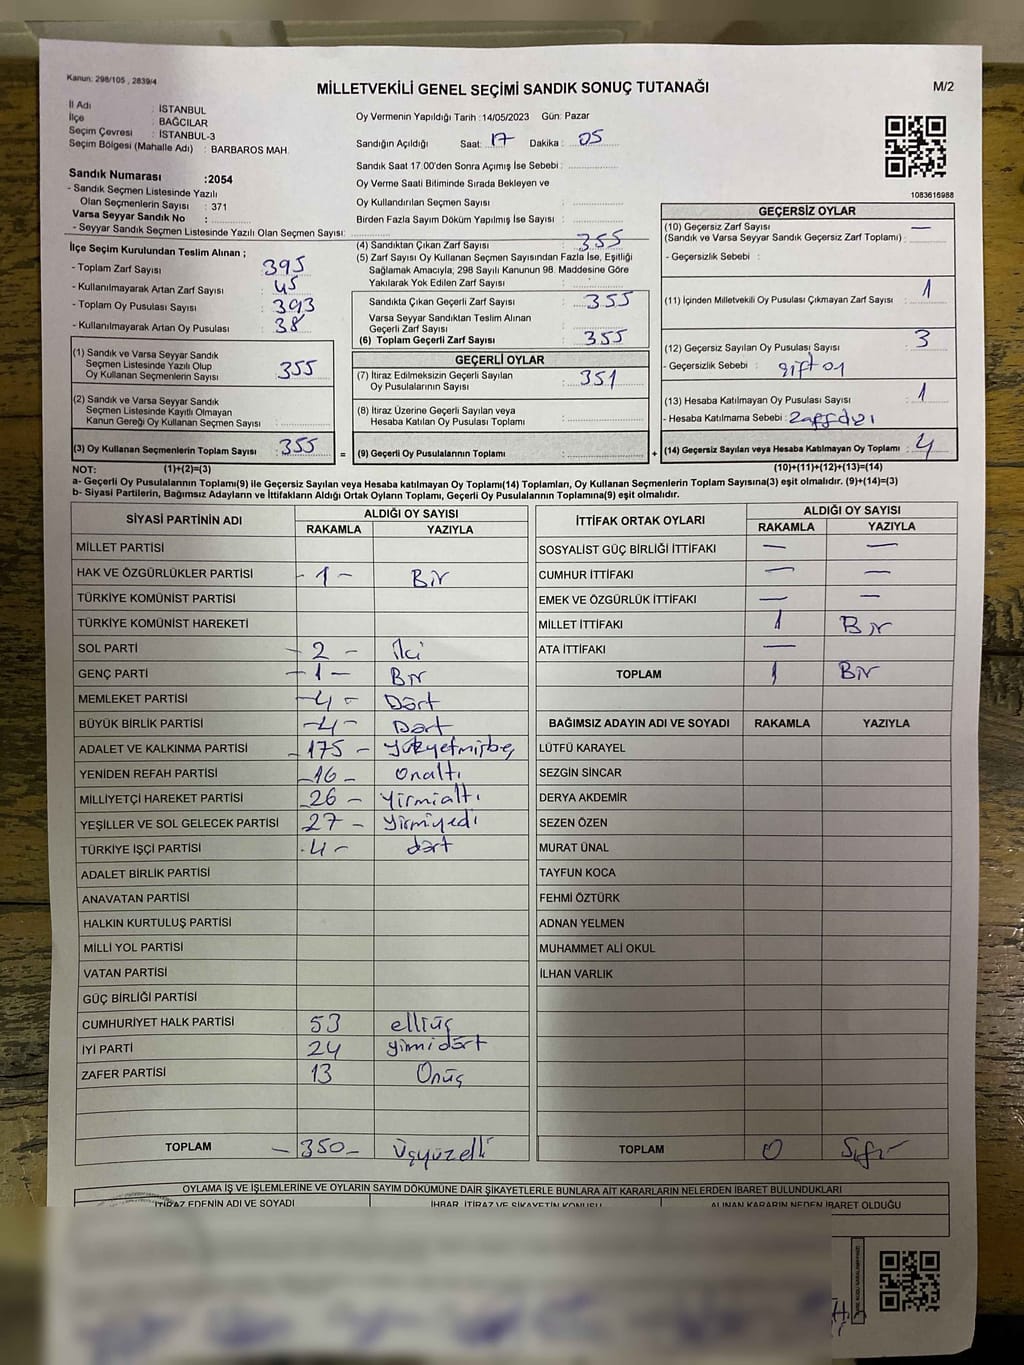 Kanun: 298/105 , 2839/4
MİLLETVEKİLİ GENEL SEÇİMİ SANDIK SONUÇ TUTANAĞI
M/2
İl Adı : İSTANBUL
İlçe : BAĞCILAR
Seçim Çevresi : İSTANBUL-3
Seçim Bölgesi (Mahalle Adı) : BARBAROS MAH.
Sandık Numarası :2054
- Sandık Seçmen Listesinde Yazılı
Olan Seçmenlerin Sayısı : 371
Varsa Seyyar Sandık No :
- Seyyar Sandık Seçmen Listesinde Yazılı Olan Seçmen Sayısı:
Oy Vermenin Yapıldığı Tarih :14/05/2023 Gün: Pazar
Sandığın Açıldığı Saat: 17 Dakika : 05
Sandık Saat 17.00'den Sonra Açımış İse Sebebi :
Oy Verme Saati Bitiminde Sırada Bekleyen ve
Oy Kullandırılan Seçmen Sayısı :
Birden Fazla Sayım Döküm Yapılmış İse Sayısı :
1083616988
İlçe Seçim Kurulundan Teslim Alınan ;
- Toplam Zarf Sayısı : 395
- Kullanılmayarak Artan Zarf Sayısı : 45
- Toplam Oy Pusulası Sayısı : 393
- Kullanılmayarak Artan Oy Pusulası : 38
(1) Sandık ve Varsa Seyyar Sandık
Seçmen Listesinde Yazılı Olup
Oy Kullanan Seçmenlerin Sayısı : 355
(2) Sandık ve Varsa Seyyar Sandık
Seçmen Listesinde Kayıtlı Olmayan
Kanun Gereği Oy Kullanan Seçmen Sayısı :
(3) Oy Kullanan Seçmenlerin Toplam Sayısı : 355 =
(4) Sandıktan Çıkan Zarf Sayısı : 355
(5) Zarf Sayısı Oy Kullanan Seçmen Sayısından Fazla İse, Eşitliği
Sağlamak Amacıyla, 298 Sayılı Kanunun 98. Maddesine Göre
Yakılarak Yok Edilen Zarf Sayısı :
Sandıkta Çıkan Geçerli Zarf Sayısı : 355
Varsa Seyyar Sandıktan Teslim Alınan
Geçerli Zarf Sayısı :
(6) Toplam Geçerli Zarf Sayısı : 355
GEÇERLİ OYLAR
(7) İtiraz Edilmeksizin Geçerli Sayılan
Oy Pusulalarının Sayısı : 351
(8) İtiraz Üzerine Geçerli Sayılan veya
Hesaba Katılan Oy Pusulası Toplamı :
(9) Geçerli Oy Pusulalarının Toplamı : +
GEÇERSİZ OYLAR
(10) Geçersiz Zarf Sayısı
(Sandık ve Varsa Seyyar Sandık Geçersiz Zarf Toplamı) : —
- Geçersizlik Sebebi :
(11) İçinden Milletvekili Oy Pusulası Çıkmayan Zarf Sayısı : 1
(12) Geçersiz Sayılan Oy Pusulası Sayısı : 3
- Geçersizlik Sebebi : çift oy
(13) Hesaba Katılmayan Oy Pusulası Sayısı : 1
- Hesaba Katılmama Sebebi :
(14) Geçersiz Sayılan veya Hesaba Katılmayan Oy Toplamı : 4
NOT: (1)+(2)=(3) (10)+(11)+(12)+(13)=(14)
a- Geçerli Oy Pusulasının Toplamı(9) ile Geçersiz Sayılan veya Hesaba katılmayan Oy Toplamı(14) Toplamları, Oy Kullanan Seçmenlerin Toplam Sayısına(3) eşit olmalıdır. (9)+(14)=(3)
b- Siyasi Partilerin, Bağımsız Adayların ve İttifakların Aldığı Ortak Oyların Toplamı, Geçerli Oy Pusulasının Toplamına(9) eşit olmalıdır.
SİYASİ PARTİNİN ADI ALDIĞI OY SAYISI
RAKAMLA YAZIYLA
MİLLET PARTİSİ
HAK VE ÖZGÜRLÜKLER PARTİSİ - 1 - Bir
TÜRKİYE KOMÜNİST PARTİSİ
TÜRKİYE KOMÜNİST HAREKETİ
SOL PARTİ - 2 - iki
GENÇ PARTİ - 1 - Bir
MEMLEKET PARTİSİ - 4 - Dört
BÜYÜK BİRLİK PARTİSİ - 4 - Dört
ADALET VE KALKINMA PARTİSİ - 175 - yüzyetmişbeş
YENİDEN REFAH PARTİSİ - 16 - onaltı
MİLLİYETÇİ HAREKET PARTİSİ - 26 - yirmialtı
YEŞİLLER VE SOL GELECEK PARTİSİ - 27 - yirmiyedi
TÜRKİYE İŞÇİ PARTİSİ - 4 - dört
ADALET BİRLİK PARTİSİ
ANAVATAN PARTİSİ
HALKIN KURTULUŞ PARTİSİ
MİLLİ YOL PARTİSİ
VATAN PARTİSİ
GÜÇ BİRLİĞİ PARTİSİ
CUMHURİYET HALK PARTİSİ 53 elliüç
İYİ PARTİ 24 yirmidört
ZAFER PARTİSİ 13 Onüç
TOPLAM - 350 - Üçyüzelli
İTTİFAK ORTAK OYLARI ALDIĞI OY SAYISI
RAKAMLA YAZIYLA
SOSYALİST GÜÇ BİRLİĞİ İTTİFAKI — —
CUMHUR İTTİFAKI — —
EMEK VE ÖZGÜRLÜK İTTİFAKI — —
MİLLET İTTİFAKI 1 Bir
ATA İTTİFAKI —
TOPLAM 1 Bir
BAĞIMSIZ ADAYIN ADI VE SOYADI RAKAMLA YAZIYLA
LÜTFÜ KARAYEL
SEZGİN SİNCAR
DERYA AKDEMİR
SEZEN ÖZEN
MURAT ÜNAL
TAYFUN KOCA
FEHMİ ÖZTÜRK
ADNAN YELMEN
MUHAMMET ALİ OKUL
İLHAN VARLIK
TOPLAM 0 Sıfır
OYLAMA İŞ VE İŞLEMLERİNE VE OYLARIN SAYIM DÖKÜMÜNE DAİR ŞİKAYETLERLE BUNLARA AİT KARARLARIN NELERDEN İBARET BULUNDUKLARI
İTİRAZ EDENİN ADI VE SOYADI İHBAR, İTİRAZ VE ŞİKAYETİN KONUSU ALINAN KARARIN NEDEN İBARET OLDUĞU